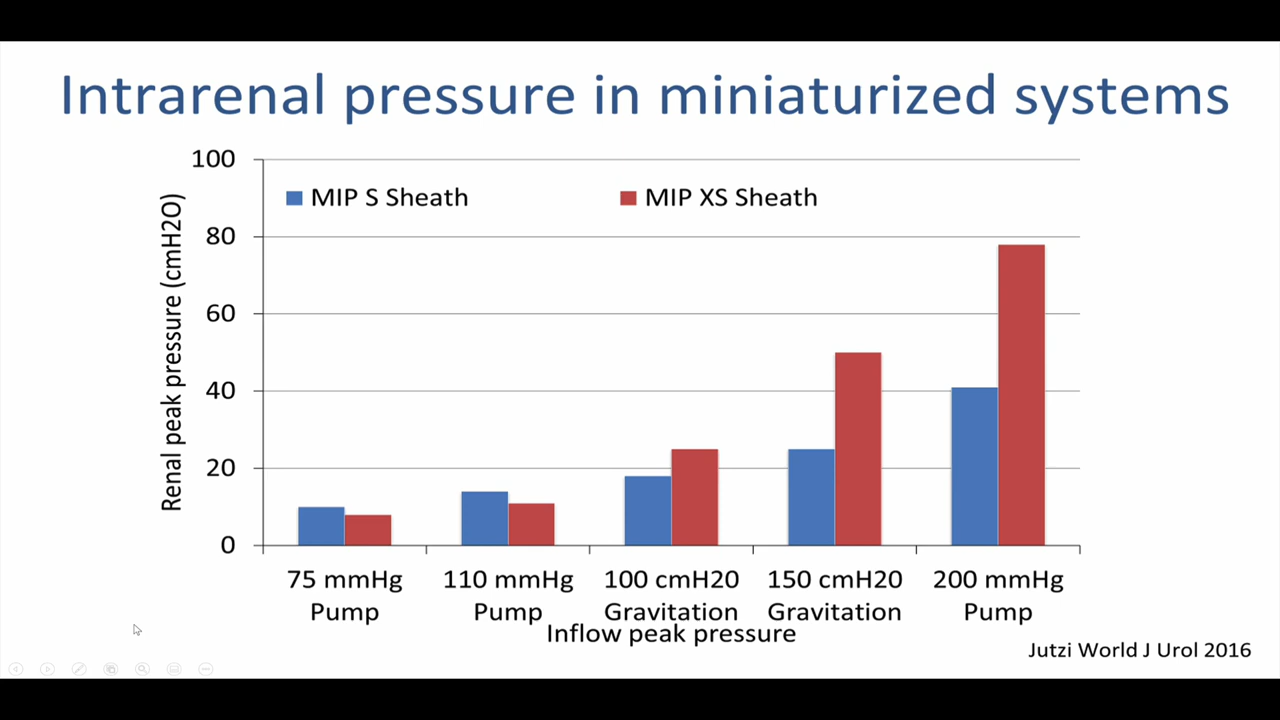 Intrarenal pressure in miniaturized systems
100
80
60
40
20
0
Renal peak pressure (cmH2O)
MIP S Sheath
MIP XS Sheath
75 mmHg
Pump
110 mmHg
Pump
100 cmH20
Gravitation
150 cmH20
Gravitation
200 mmHg
Pump
Inflow peak pressure
Jutzi World J Urol 2016